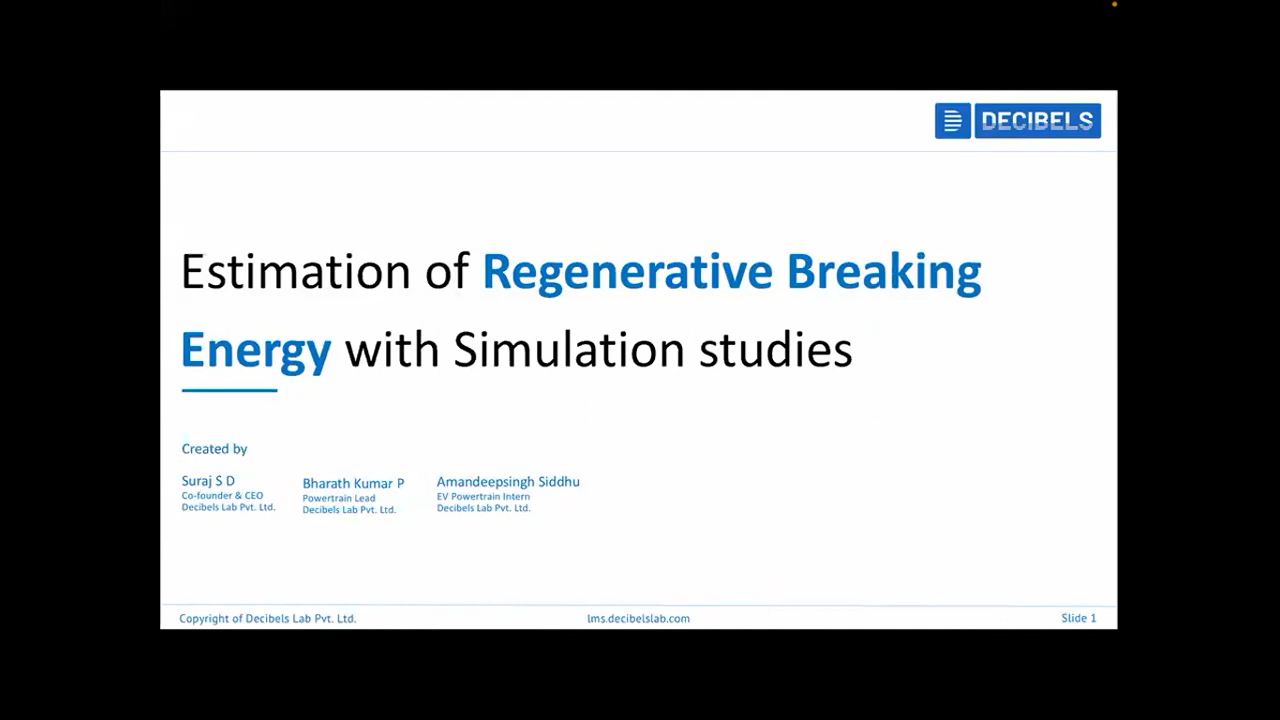 DECIBELS
Estimation of Regenerative Breaking
Energy with Simulation studies
Created by
Suraj S D
Co-founder & CEO
Decibels Lab Pvt. Ltd.
Bharath Kumar P
Powertrain Lead
Decibels Lab Pvt. Ltd.
Amandeepsingh Siddhu
EV Powertrain Intern
Decibels Lab Pvt. Ltd.
Copyright of Decibels Lab Pvt. Ltd.
lms.decibelslab.com
Slide 1